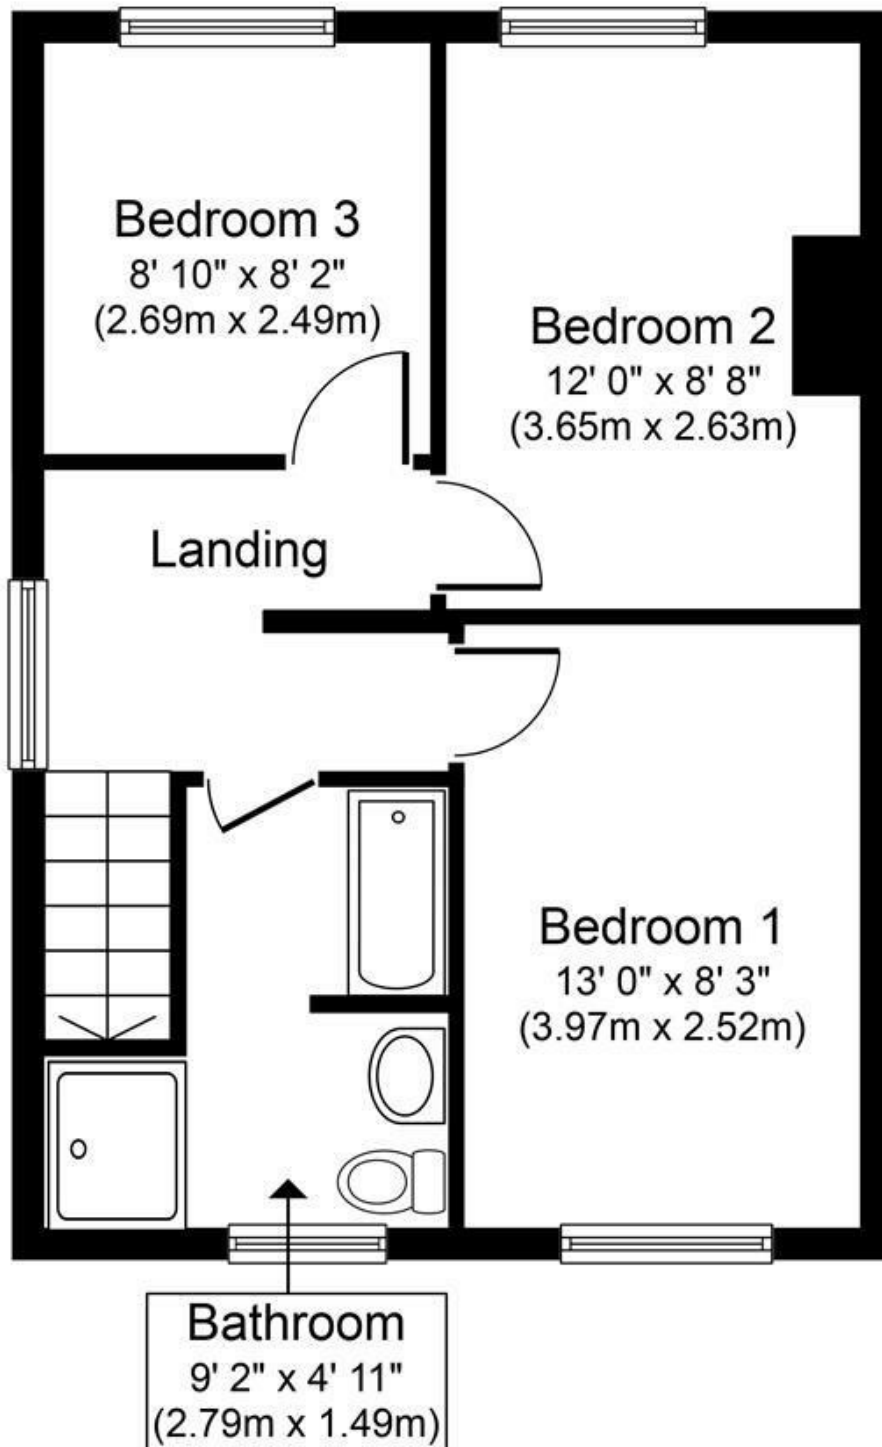 Bedroom 3
8' 10" x 8' 2"
(2.69m x 2.49m)
Bedroom 2
12' 0" x 8' 8"
(3.65m x 2.63m)
Landing
Bedroom 1
13' 0" x 8' 3"
(3.97m x 2.52m)
Bathroom
9' 2" x 4' 11"
(2.79m x 1.49m)